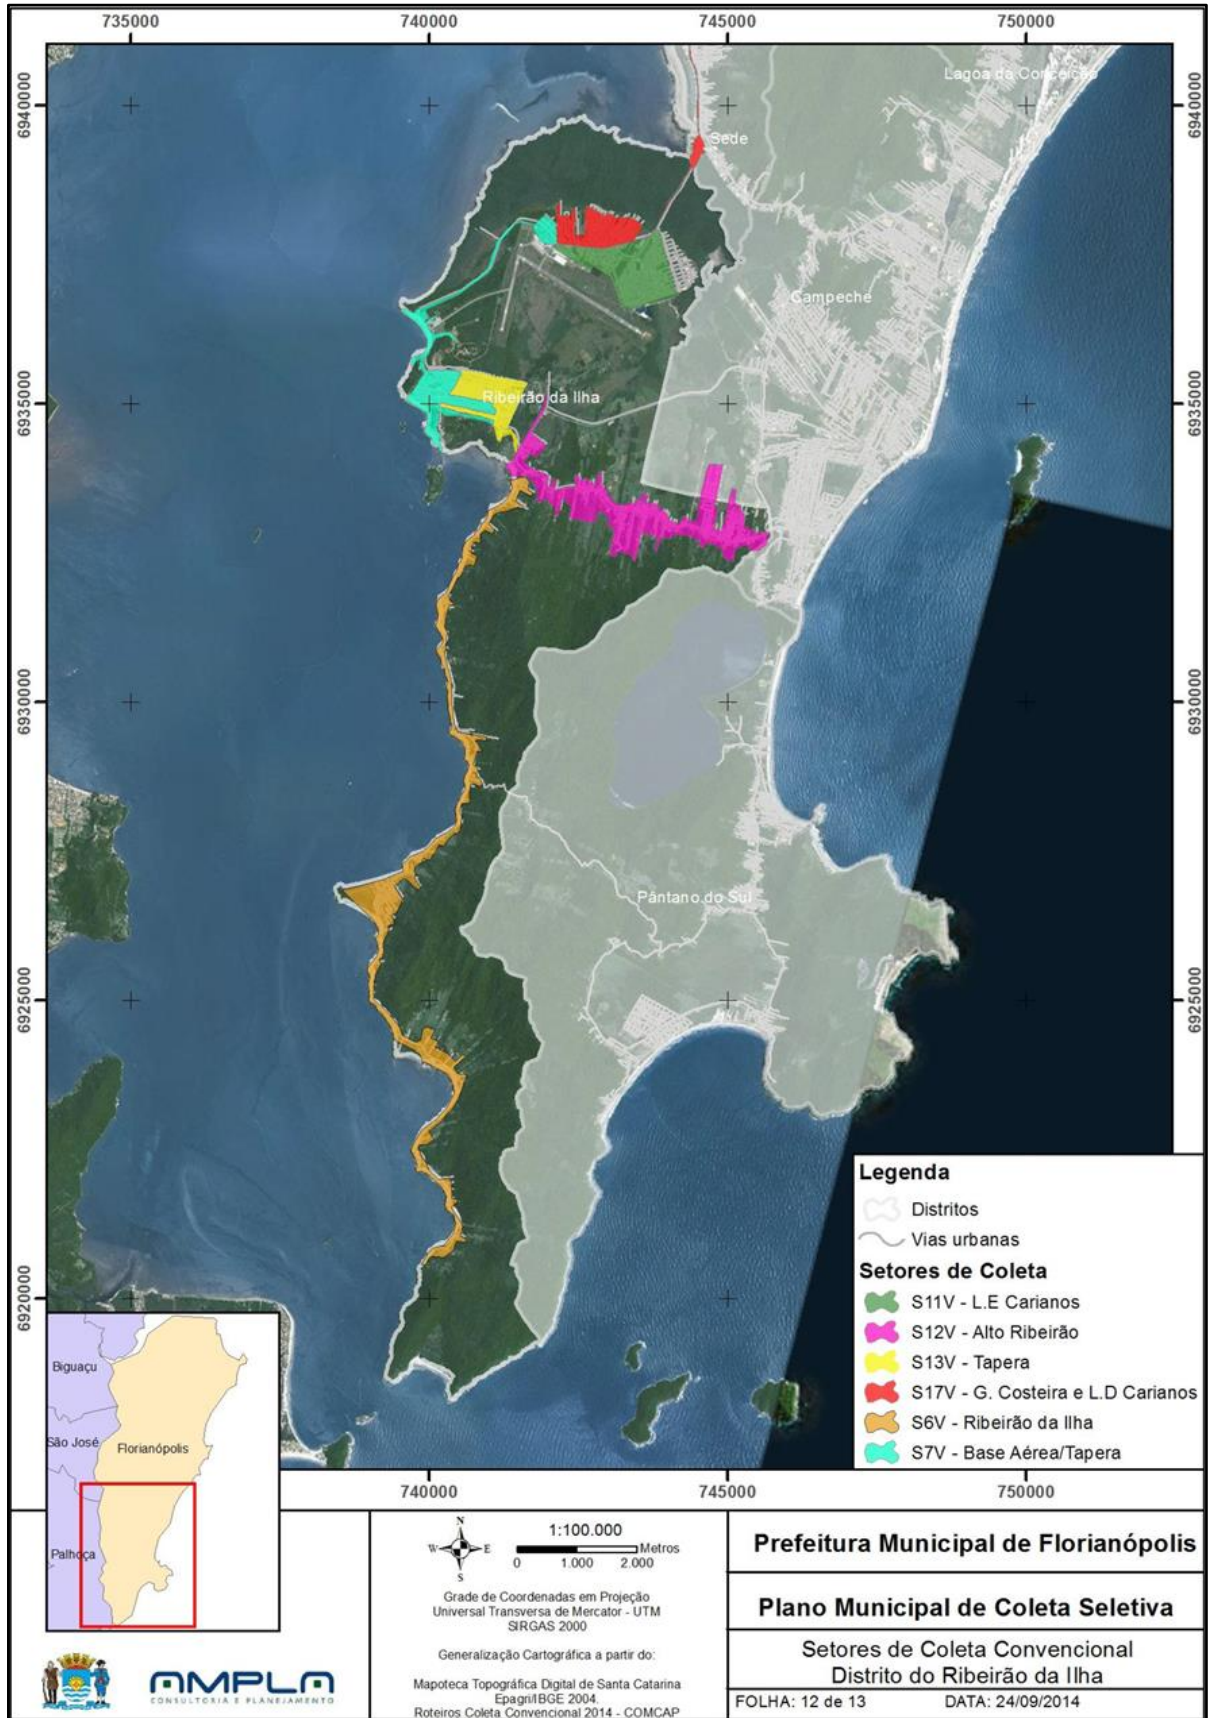 735000
740000
745000
750000
6940000
6940000
Lagoa da Conceição
Sede
Campeche
6935000
6935000
Ribeirão da Ilha
6930000
6930000
Pântano do Sul
6925000
6925000
6920000
Legenda
Distritos
Vias urbanas
Setores de Coleta
S11V - L.E Carianos
S12V - Alto Ribeirão
S13V - Tapera
S17V - G. Costeira e L.D Carianos
S6V - Ribeirão da Ilha
S7V - Base Aérea/Tapera
740000
745000
750000
Biguaçu
São José
Florianópolis
Palhoça
N
W
E
S
1:100.000
Metros
0 1.000 2.000
Grade de Coordenadas em Projeção
Universal Transversa de Mercator - UTM
SIRGAS 2000
Generalização Cartográfica a partir do:
Mapoteca Topográfica Digital de Santa Catarina
Epagri/IBGE 2004.
Roteiros Coleta Convencional 2014 - COMCAP
AMPLA
CONSULTORIA E PLANEJAMENTO
Prefeitura Municipal de Florianópolis
Plano Municipal de Coleta Seletiva
Setores de Coleta Convencional
Distrito do Ribeirão da Ilha
FOLHA: 12 de 13
DATA: 24/09/2014